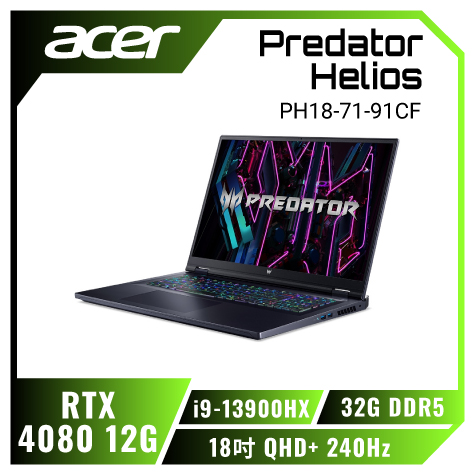 acer
Predator
Helios
PH18-71-91CF
PREDATOR
RTX
4080 12G
i9-13900HX
32G DDR5
18吋 QHD+ 240Hz